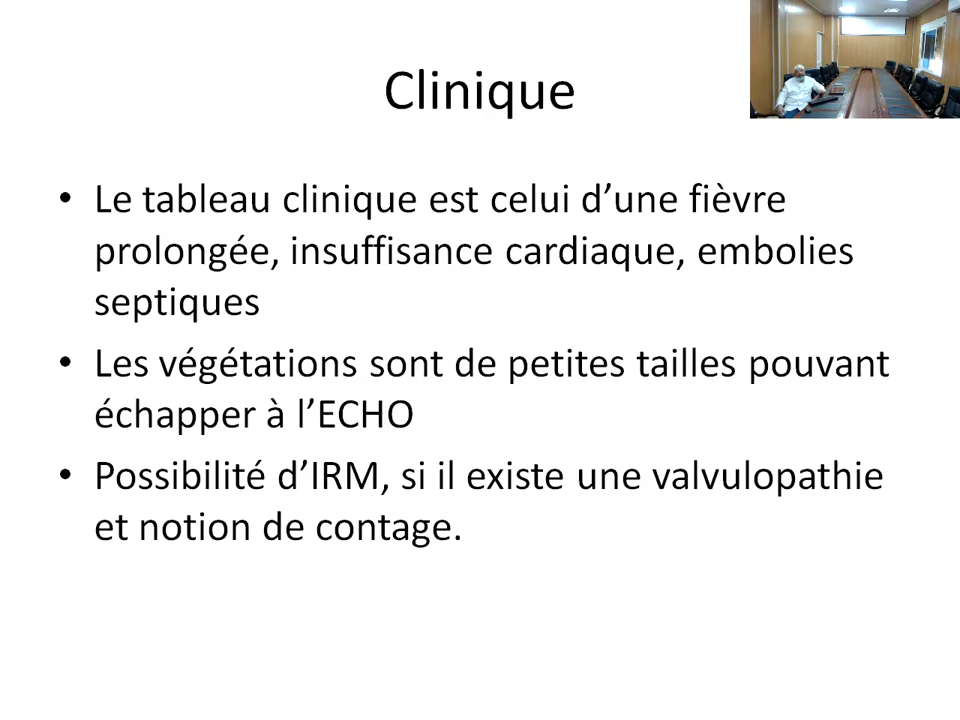 Clinique
• Le tableau clinique est celui d’une fièvre
prolongée, insuffisance cardiaque, embolies
septiques
• Les végétations sont de petites tailles pouvant
échapper à l’ECHO
• Possibilité d’IRM, si il existe une valvulopathie
et notion de contage.